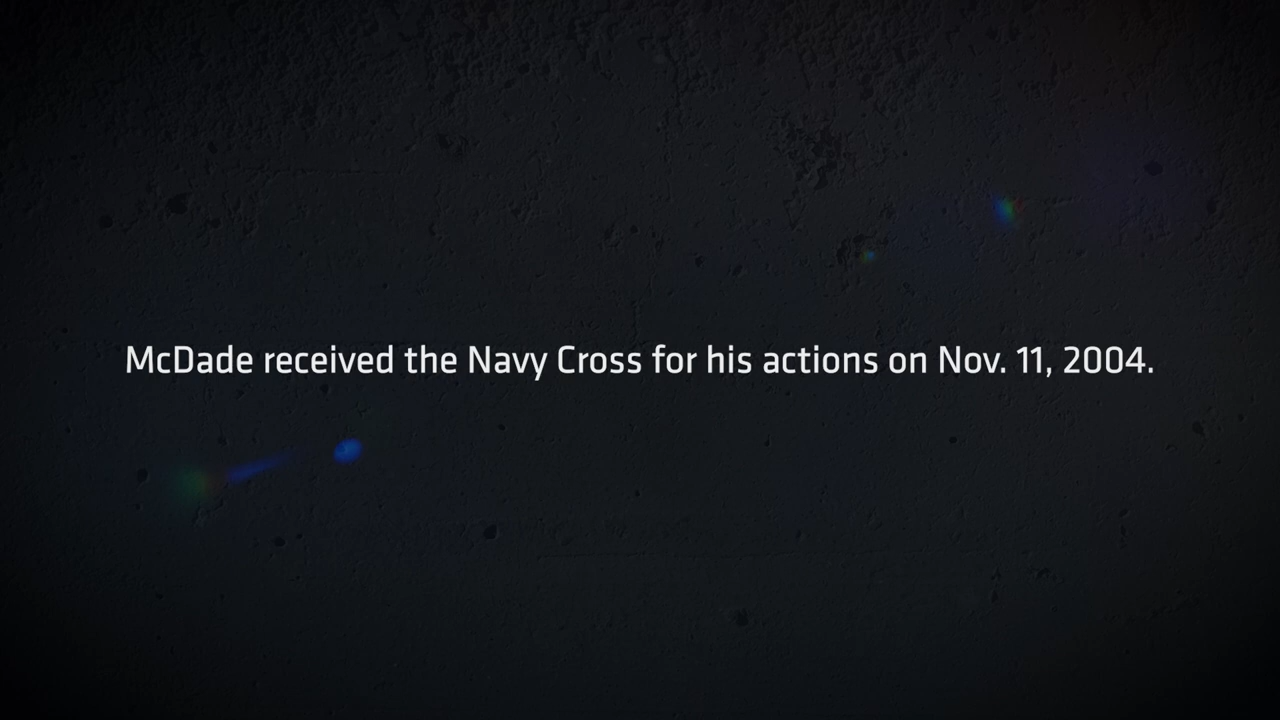 McDade received the Navy Cross for his actions on Nov. 11, 2004.